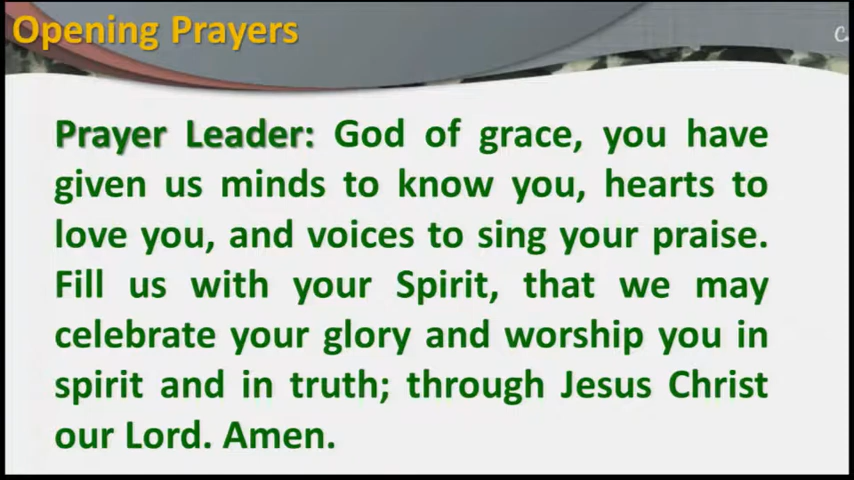 Opening Prayers
Prayer Leader: God of grace, you have
given us minds to know you, hearts to
love you, and voices to sing your praise.
Fill us with your Spirit, that we may
celebrate your glory and worship you in
spirit and in truth; through Jesus Christ
our Lord. Amen.